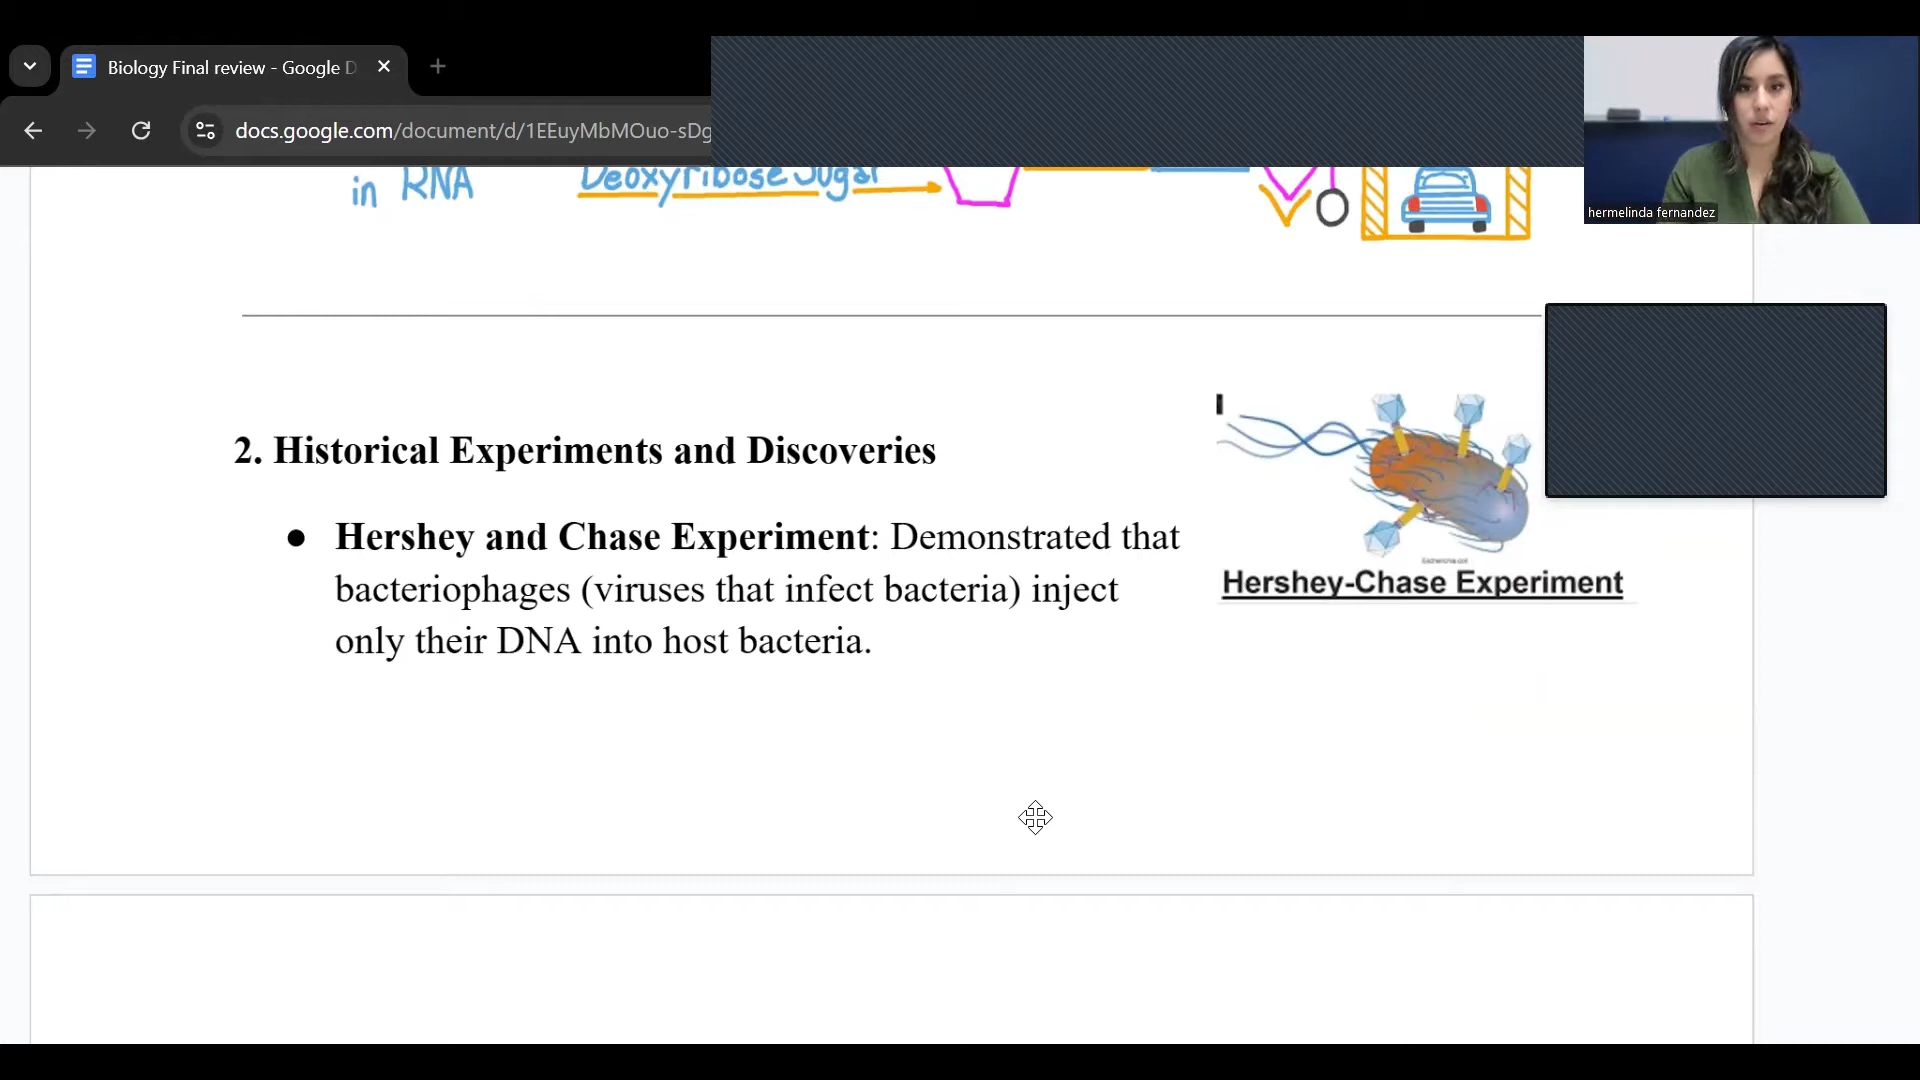 Biology Final review - Google D
docs.google.com/document/d/1EEuyMbMOuo-sDg
hermelinda fernandez
in RNA
Deoxyribose Sugar
2. Historical Experiments and Discoveries
● Hershey and Chase Experiment: Demonstrated that
bacteriophages (viruses that infect bacteria) inject
only their DNA into host bacteria.
Escherichia coli
Hershey-Chase Experiment